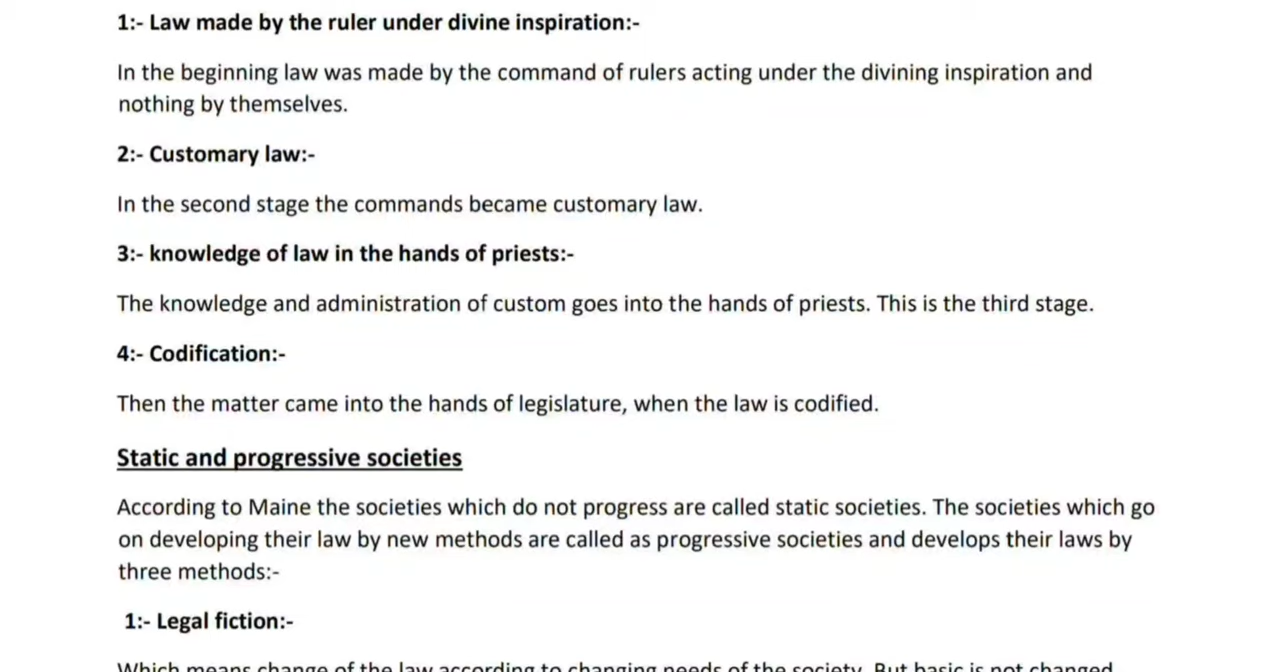 1:- Law made by the ruler under divine inspiration:-
In the beginning law was made by the command of rulers acting under the divining inspiration and
nothing by themselves.
2:- Customary law:-
In the second stage the commands became customary law.
3:- knowledge of law in the hands of priests:-
The knowledge and administration of custom goes into the hands of priests. This is the third stage.
4:- Codification:-
Then the matter came into the hands of legislature, when the law is codified.
Static and progressive societies
According to Maine the societies which do not progress are called static societies. The societies which go
on developing their law by new methods are called as progressive societies and develops their laws by
three methods:-
1:- Legal fiction:-
Which means change of the law according to changing needs of the society. But basic is not changed